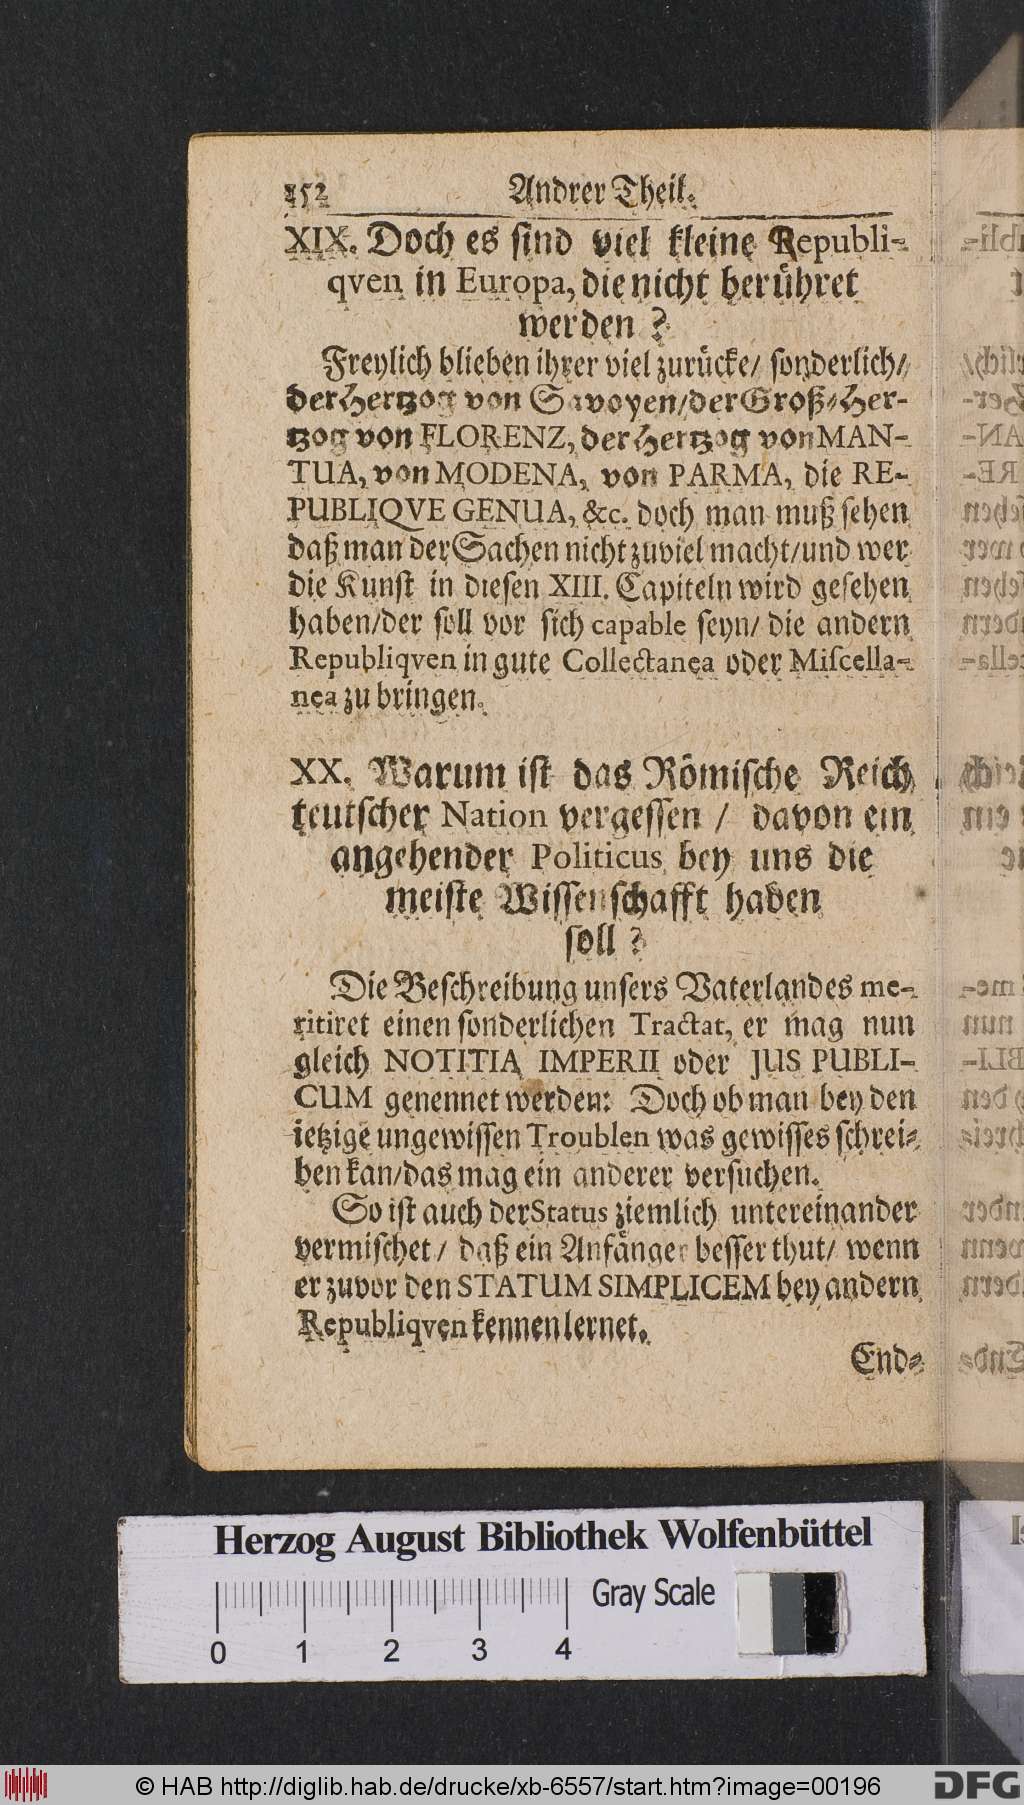 152 Andrer Theil.
XIX. Doch es sind viel kleine Republi-
qven in Europa, die nicht berühret
werden?
Freylich blieben ihrer viel zurücke/ sonderlich/
der Hertzog von Savoyen/der Groß-Her-
tzog von FLORENZ, der Hertzog von MAN-
TUA, von MODENA, von PARMA, die RE-
PUBLIQVE GENUA, &c. doch man muß sehen
daß man der Sachen nicht zuviel macht/und wer
die Kunst in diesen XIII. Capiteln wird gesehen
haben/der soll vor sich capable seyn/ die andern
Republiqven in gute Collectanea oder Miscella-
nea zu bringen.
XX. Warum ist das Römische Reich
teutscher Nation vergessen / davon ein
angehender Politicus bey uns die
meiste Wissenschafft haben
soll?
Die Beschreibung unsers Vaterlandes me-
ritiret einen sonderlichen Tractat, er mag nun
gleich NOTITIA IMPERII oder JUS PUBLI-
CUM genennet werden: Doch ob man bey den
ietzige ungewissen Troublen was gewisses schrei-
ben kan/das mag ein anderer versuchen.
So ist auch der Status ziemlich untereinander
vermischet/ daß ein Anfänger besser thut/ wenn
er zuvor den STATUM SIMPLICEM bey andern
Republiqven kennen lernet.
End-
Herzog August Bibliothek Wolfenbüttel
Gray Scale
0 1 2 3 4
© HAB http://diglib.hab.de/drucke/xb-6557/start.htm?image=00196
DFG